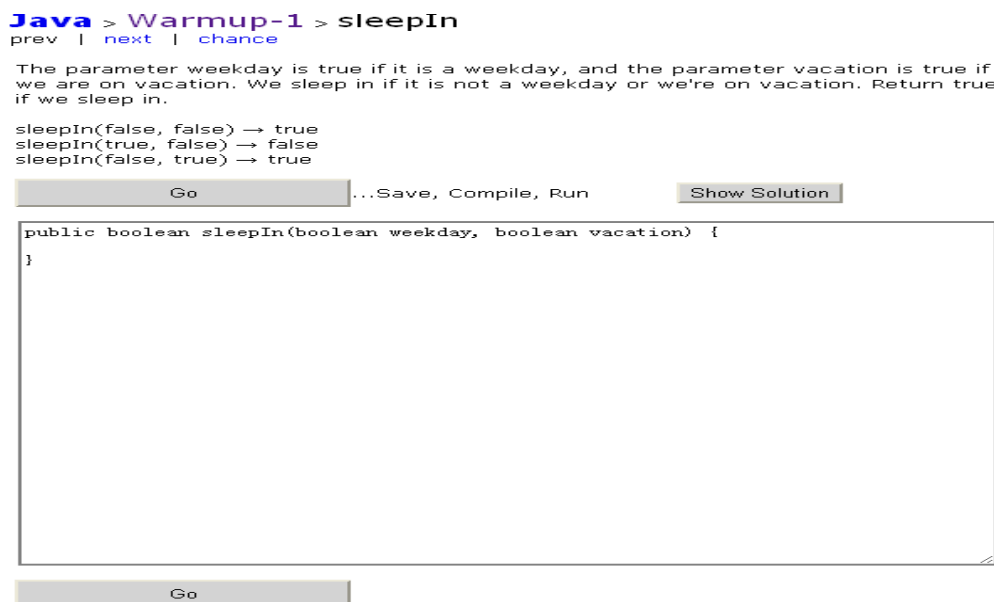 Java > Warmup-1 > sleepIn
prev | next | chance
The parameter weekday is true if it is a weekday, and the parameter vacation is true if
we are on vacation. We sleep in if it is not a weekday or we're on vacation. Return true
if we sleep in.
sleepIn(false, false) → true
sleepIn(true, false) → false
sleepIn(false, true) → true
Go ...Save, Compile, Run Show Solution
public boolean sleepIn(boolean weekday, boolean vacation) {
}
Go